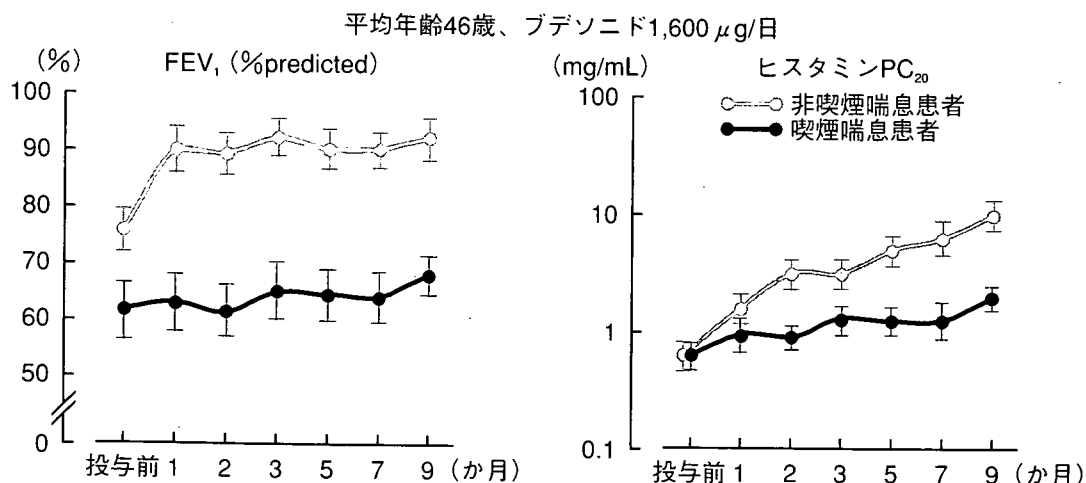 平均年齢46歳、ブデソニド1,600 μg/日
(%)
FEV₁(%predicted)
100
90
80
70
60
50
0
投与前 1 2 3 5 7 9 (か月)
(mg/mL)
ヒスタミンPC₂₀
非喫煙喘息患者
喫煙喘息患者
100
10
1
0.1
投与前 1 2 3 5 7 9 (か月)